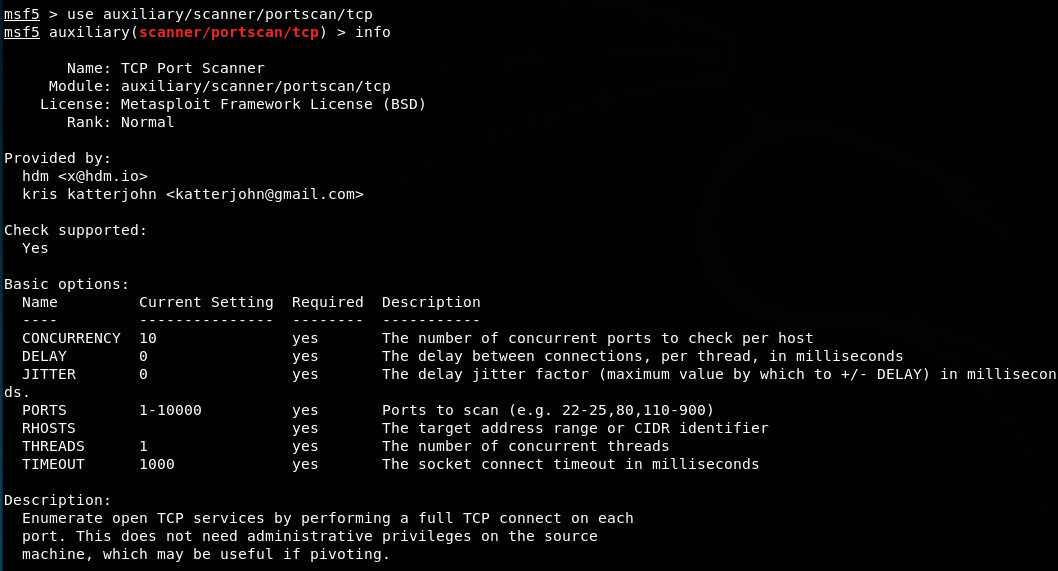 msf5 > use auxiliary/scanner/portscan/tcp
msf5 auxiliary(scanner/portscan/tcp) > info
Name: TCP Port Scanner
Module: auxiliary/scanner/portscan/tcp
License: Metasploit Framework License (BSD)
Rank: Normal
Provided by:
hdm <x@hdm.io>
kris katterjohn <katterjohn@gmail.com>
Check supported:
Yes
Basic options:
Name         Current Setting  Required  Description
----         ---------------  --------  -----------
CONCURRENCY  10               yes       The number of concurrent ports to check per host
DELAY        0                yes       The delay between connections, per thread, in milliseconds
JITTER       0                yes       The delay jitter factor (maximum value by which to +/- DELAY) in millisecon
ds.
PORTS        1-10000          yes       Ports to scan (e.g. 22-25,80,110-900)
RHOSTS                        yes       The target address range or CIDR identifier
THREADS      1                yes       The number of concurrent threads
TIMEOUT      1000             yes       The socket connect timeout in milliseconds
Description:
Enumerate open TCP services by performing a full TCP connect on each
port. This does not need administrative privileges on the source
machine, which may be useful if pivoting.